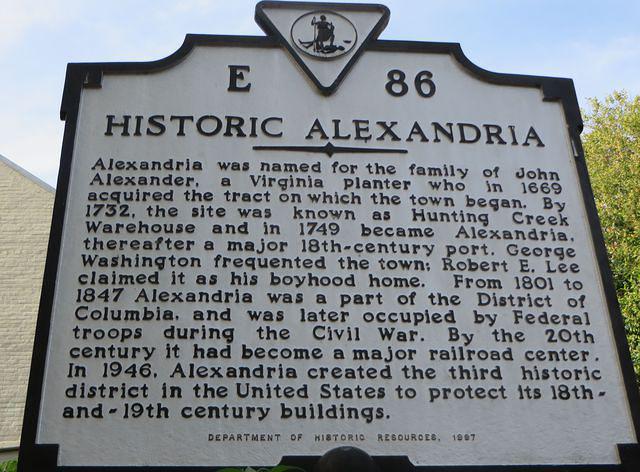 E 86
HISTORIC ALEXANDRIA
Alexandria was named for the family of John
Alexander, a Virginia planter who in 1669
acquired the tract on which the town began. By
1732, the site was known as Hunting Creek
Warehouse and in 1749 became Alexandria,
thereafter a major 18th-century port. George
Washington frequented the town; Robert E. Lee
claimed it as his boyhood home. From 1801 to
1847 Alexandria was a part of the District of
Columbia, and was later occupied by Federal
troops during the Civil War. By the 20th
century it had become a major railroad center.
In 1946, Alexandria created the third historic
district in the United States to protect its 18th-
and-19th century buildings.
DEPARTMENT OF HISTORIC RESOURCES, 1997